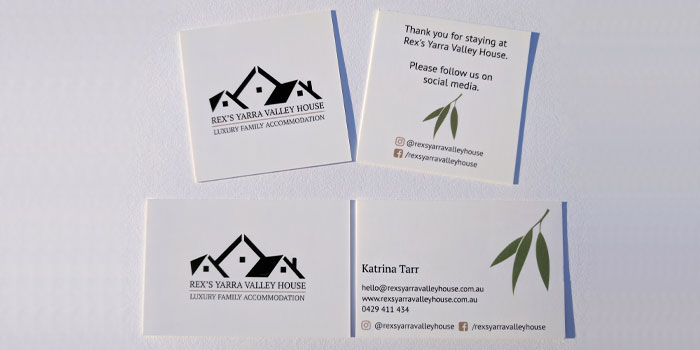 REX'S YARRA VALLEY HOUSE
LUXURY FAMILY ACCOMMODATION
Thank you for staying at
Rex's Yarra Valley House.
Please follow us on
social media.
@rexsyarravalleyhouse
/rexsyarravalleyhouse
REX'S YARRA VALLEY HOUSE
LUXURY FAMILY ACCOMMODATION
Katrina Tarr
hello@rexsyarravalleyhouse.com.au
www.rexsyarravalleyhouse.com.au
0429 411 434
@rexsyarravalleyhouse /rexsyarravalleyhouse